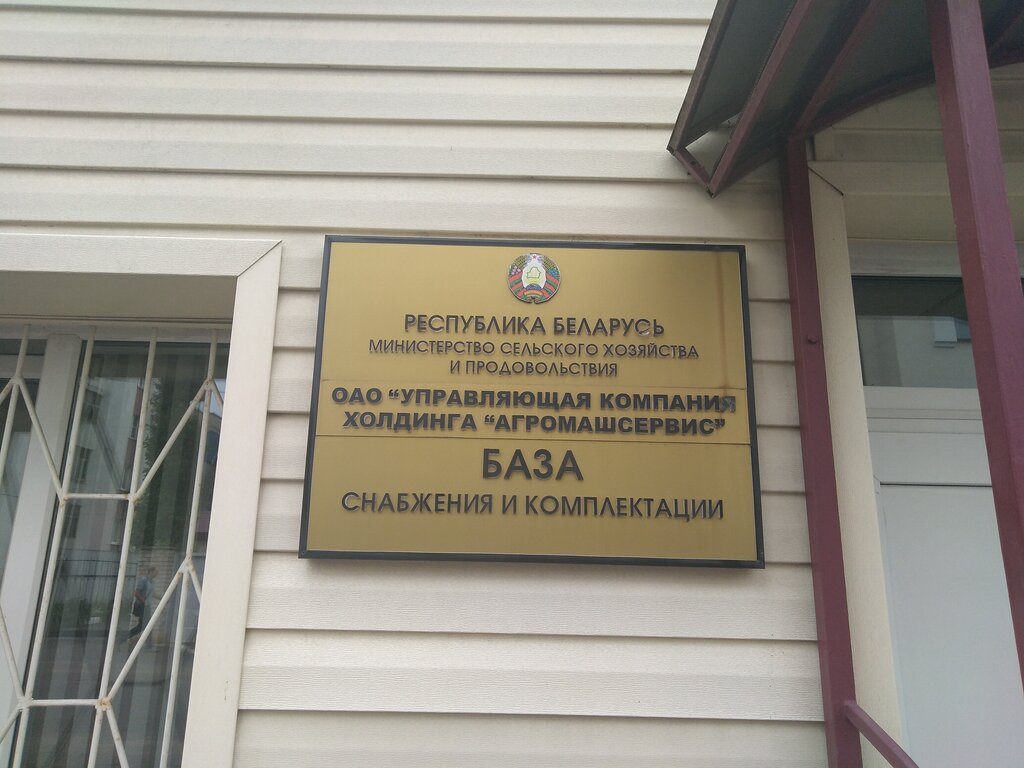 РЕСПУБЛИКА БЕЛАРУСЬ
МИНИСТЕРСТВО СЕЛЬСКОГО ХОЗЯЙСТВА
И ПРОДОВОЛЬСТВИЯ
ОАО "УПРАВЛЯЮЩАЯ КОМПАНИЯ
ХОЛДИНГА "АГРОМАШСЕРВИС"
БАЗА
СНАБЖЕНИЯ И КОМПЛЕКТАЦИИ